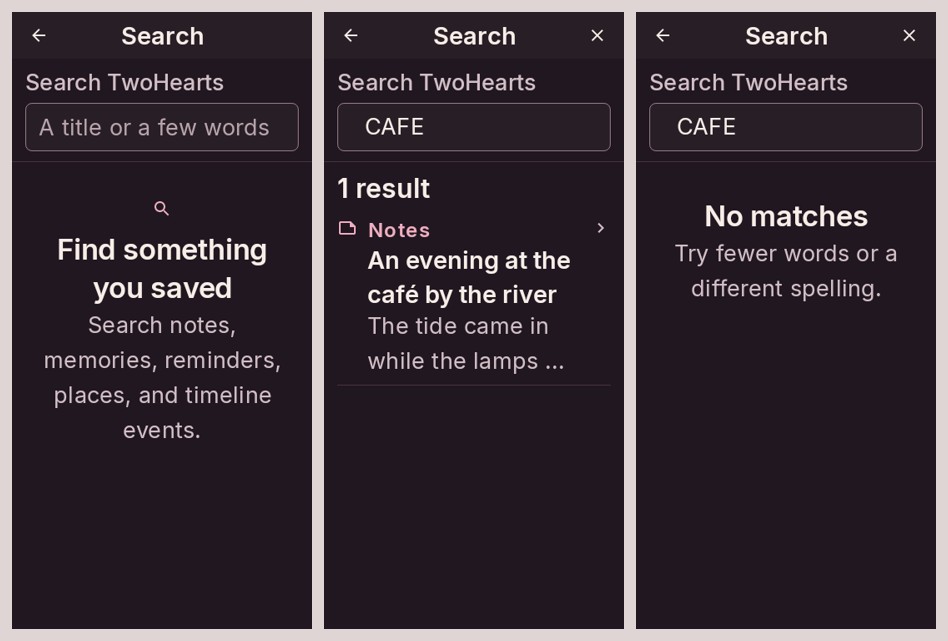 Search
Search TwoHearts
A title or a few words
Find something
you saved
Search notes,
memories, reminders,
places, and timeline
events.
Search
Search TwoHearts
CAFE
1 result
Notes
An evening at the
café by the river
The tide came in
while the lamps ...
Search
Search TwoHearts
CAFE
No matches
Try fewer words or a
different spelling.